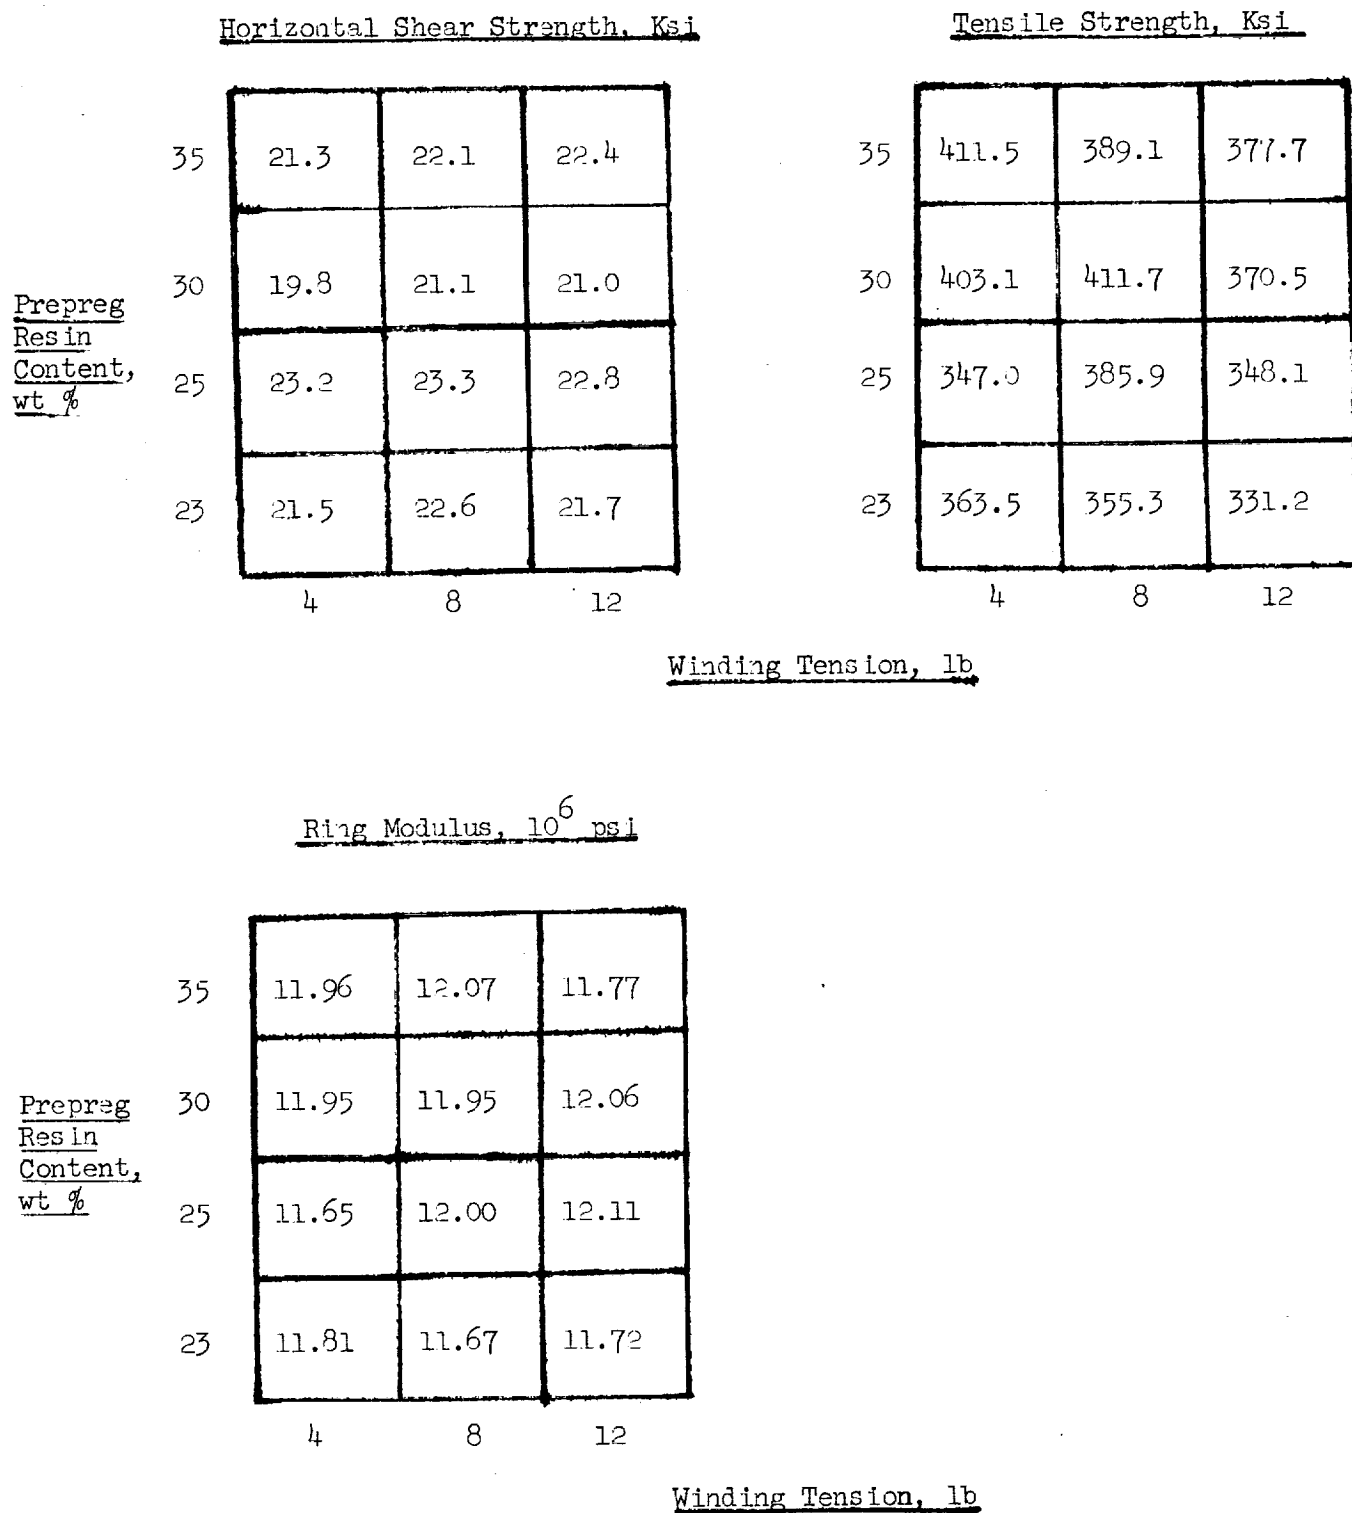 Horizontal Shear Strength, Ksi
Tensile Strength, Ksi
35 21.3 22.1 22.4
35 411.5 389.1 377.7
30 19.8 21.1 21.0
30 403.1 411.7 370.5
Prepreg
Resin
Content,
wt %
25 23.2 23.3 22.8
25 347.0 385.9 348.1
23 21.5 22.6 21.7
23 363.5 355.3 331.2
4 8 12
4 8 12
Winding Tension, lb
Ring Modulus, 10^6 psi
35 11.96 12.07 11.77
30 11.95 11.95 12.06
Prepreg
Resin
Content,
wt %
25 11.65 12.00 12.11
23 11.81 11.67 11.72
4 8 12
Winding Tension, lb